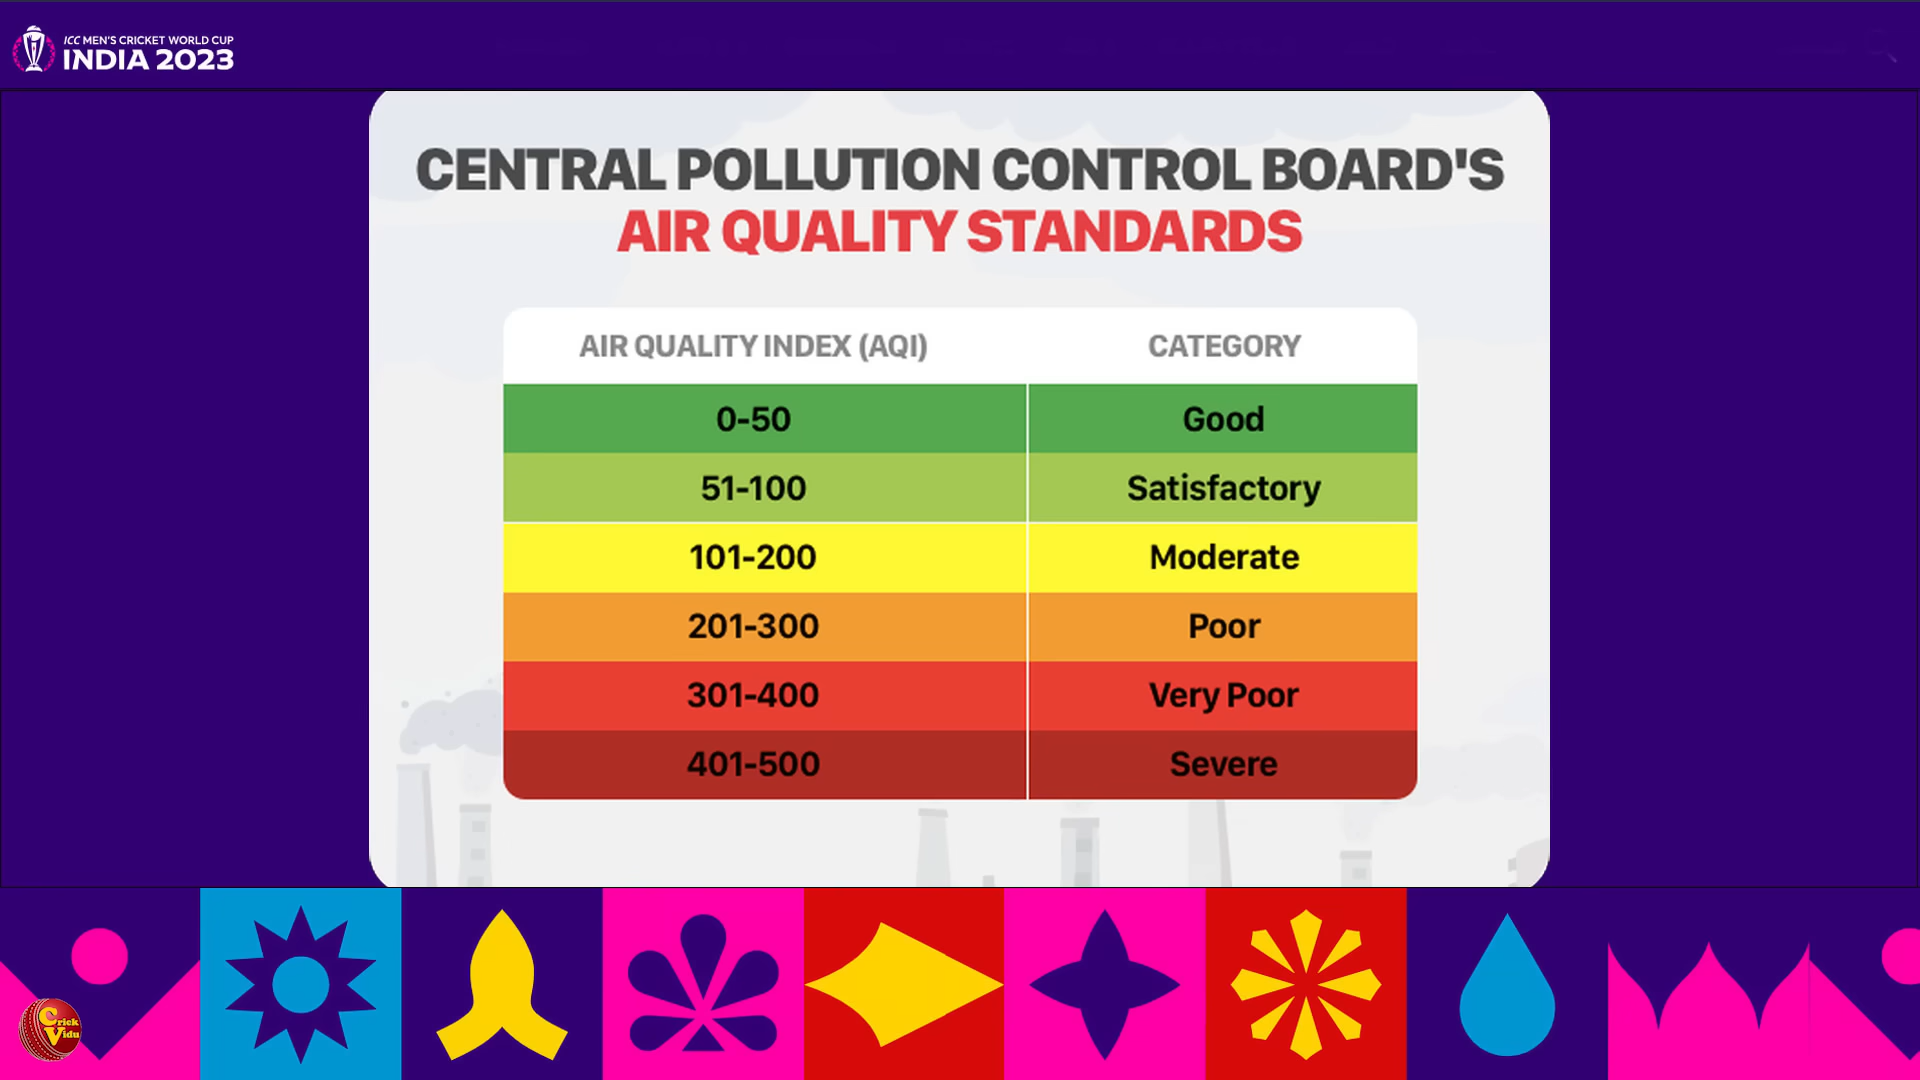 ICC MEN'S CRICKET WORLD CUP
INDIA 2023
CENTRAL POLLUTION CONTROL BOARD'S
AIR QUALITY STANDARDS
AIR QUALITY INDEX (AQI) CATEGORY
0-50 Good
51-100 Satisfactory
101-200 Moderate
201-300 Poor
301-400 Very Poor
401-500 Severe
Crick
Vidu